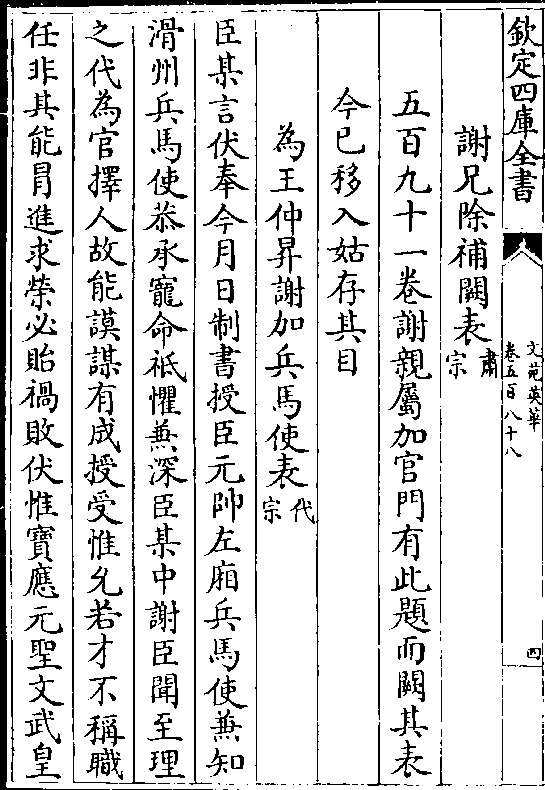 欽定四庫全書
文苑英華
卷五百八十八
四
謝兄除補闕表肅宗
五百九十一卷謝親屬加官門有此題而闕其表
今已移入姑存其目
為王仲昇謝加兵馬使表代宗
臣某言伏奉今月日制書授臣元帥左廂兵馬使兼知
滑州兵馬使恭承寵命祗懼兼深臣某中謝臣聞至理
之代為官擇人故能謨謀有成授受惟允若才不稱職
任非其能冐進求榮必貽禍敗伏惟寶應元聖文武皇